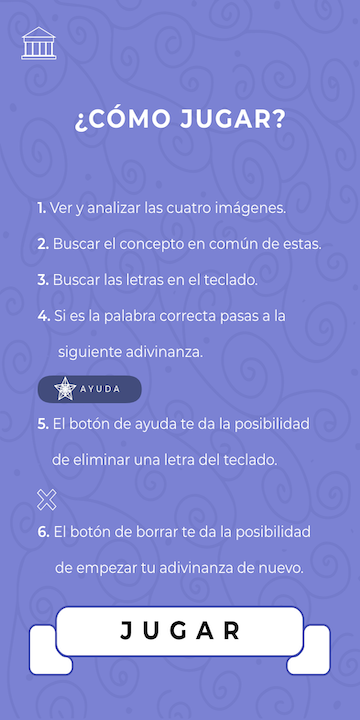 ¿CÓMO JUGAR?
1. Ver y analizar las cuatro imágenes.
2. Buscar el concepto en común de estas.
3. Buscar las letras en el teclado.
4. Si es la palabra correcta pasas a la
siguiente adivinanza.
AYUDA
5. El botón de ayuda te da la posibilidad
de eliminar una letra del teclado.
6. El botón de borrar te da la posibilidad
de empezar tu adivinanza de nuevo.
JUGAR